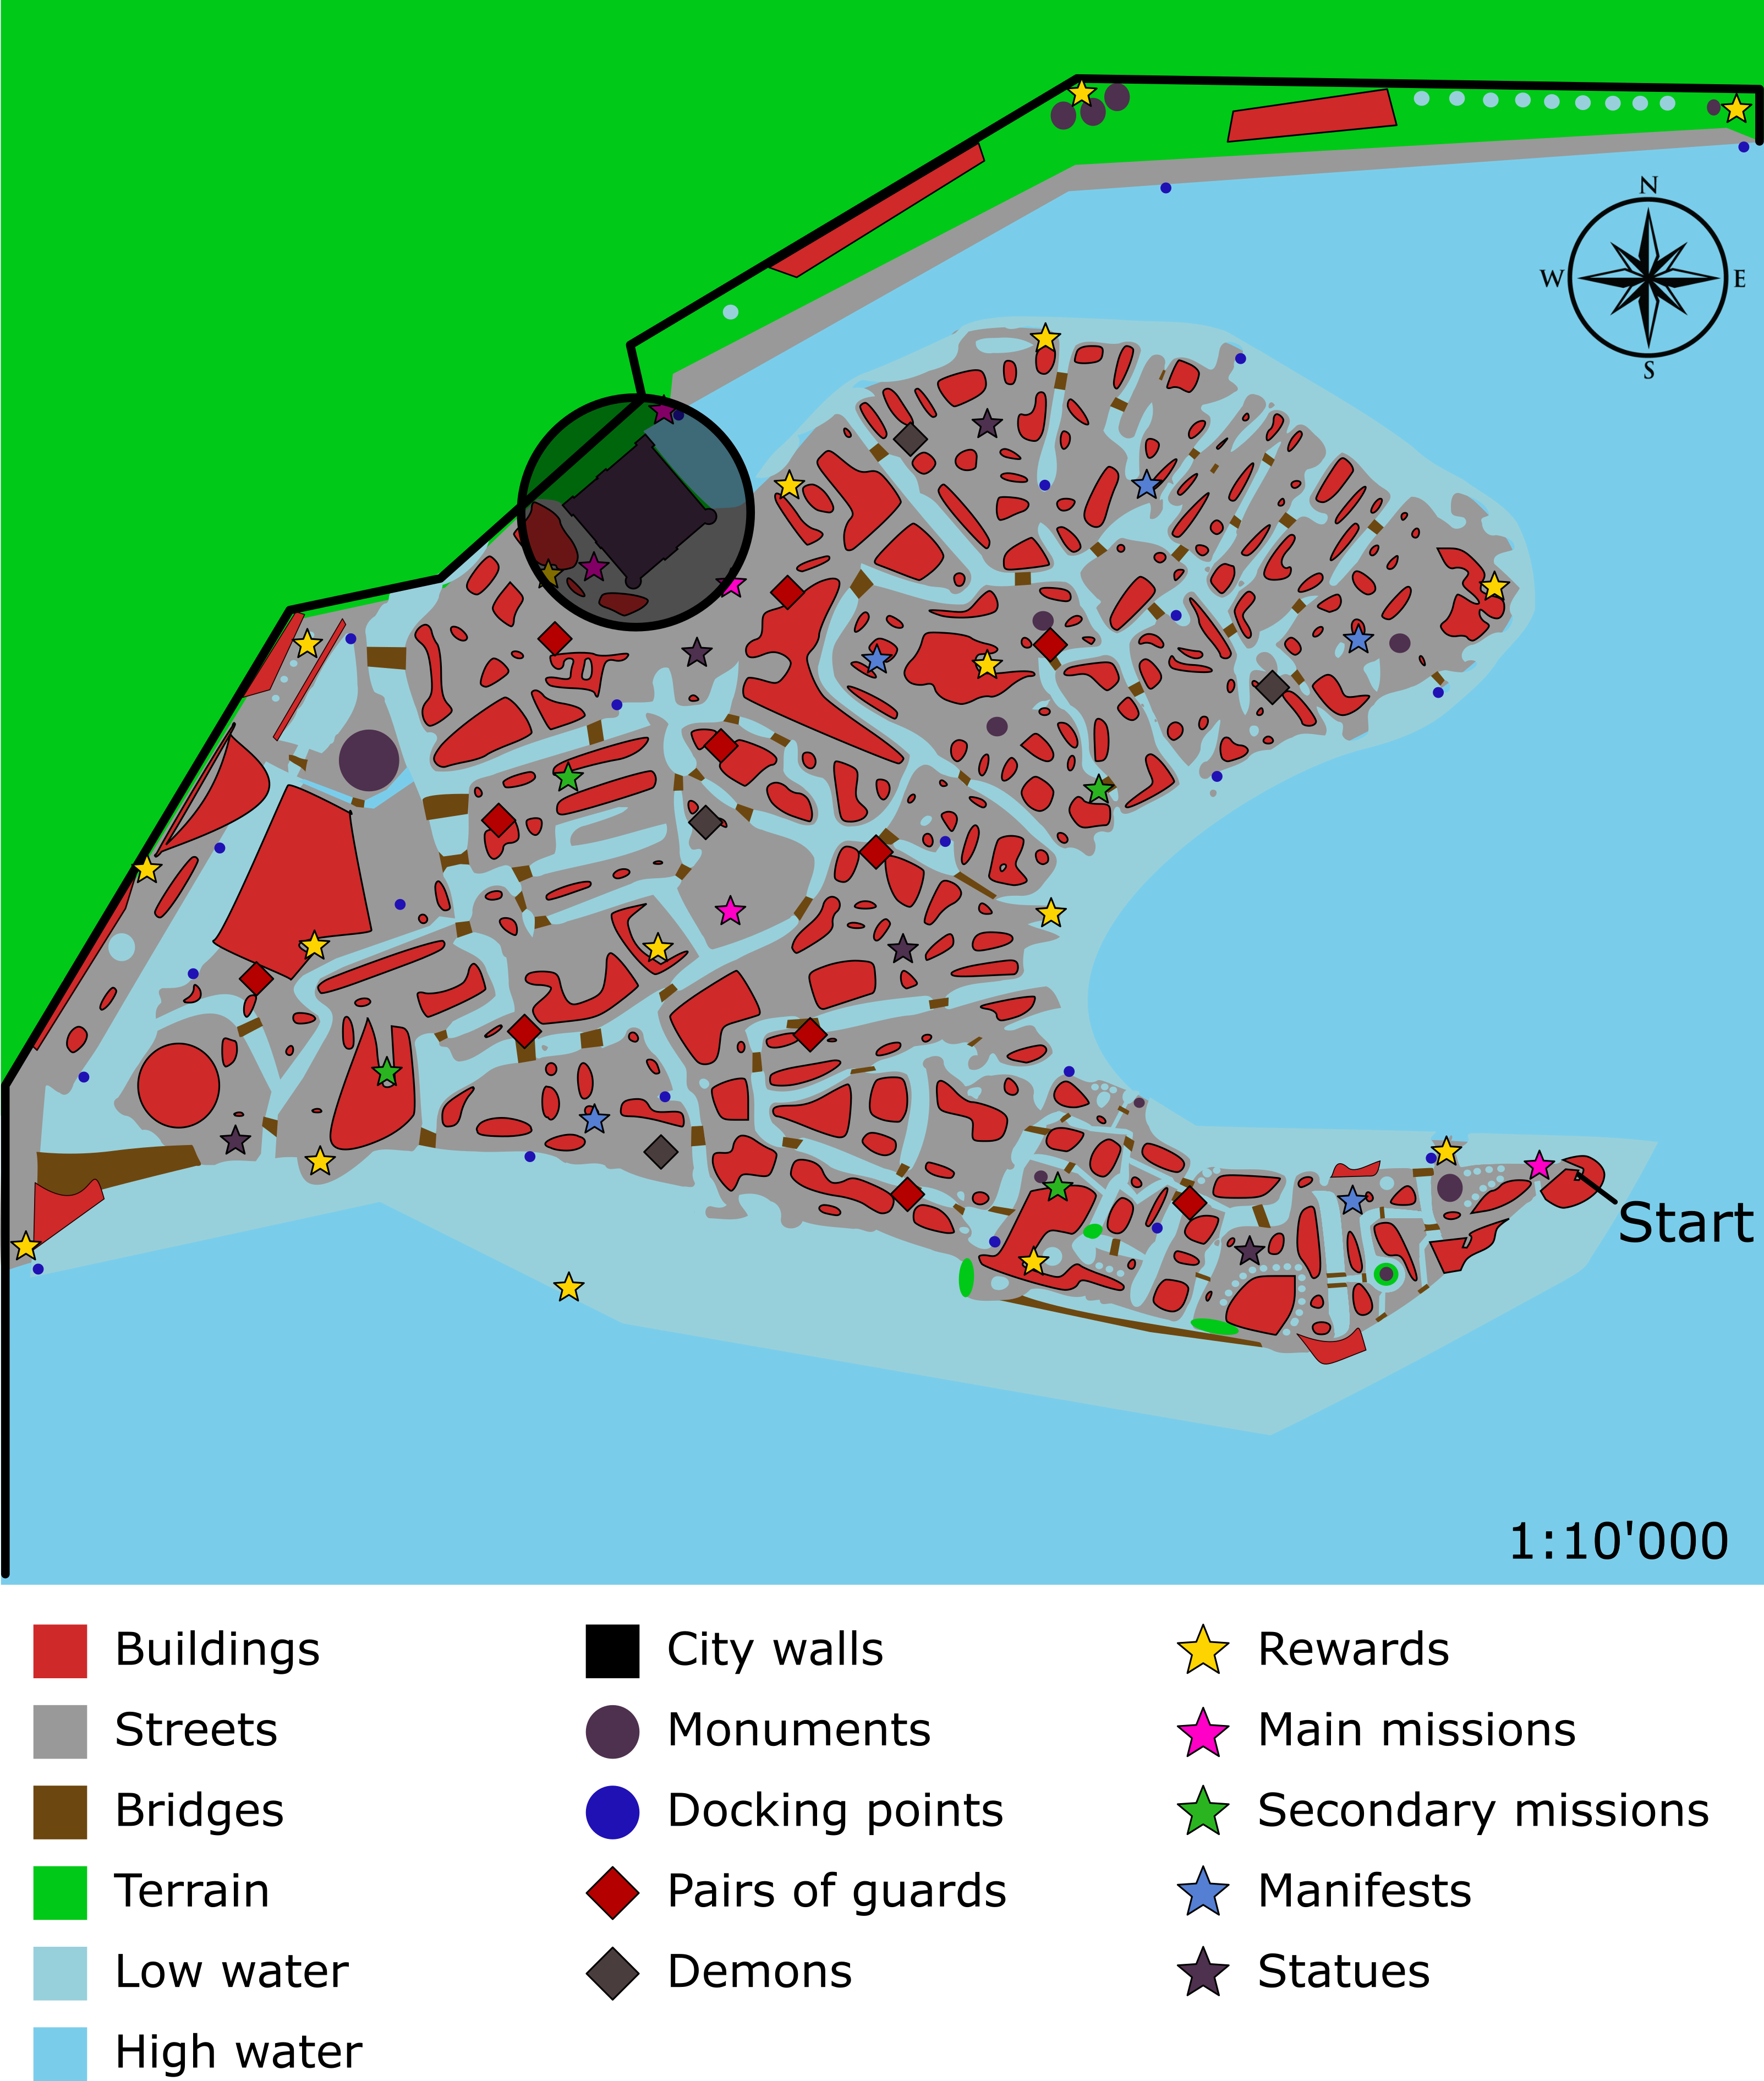 N
W E
S
Start
1:10'000
Buildings City walls Rewards
Streets Monuments Main missions
Bridges Docking points Secondary missions
Terrain Pairs of guards Manifests
Low water Demons Statues
High water